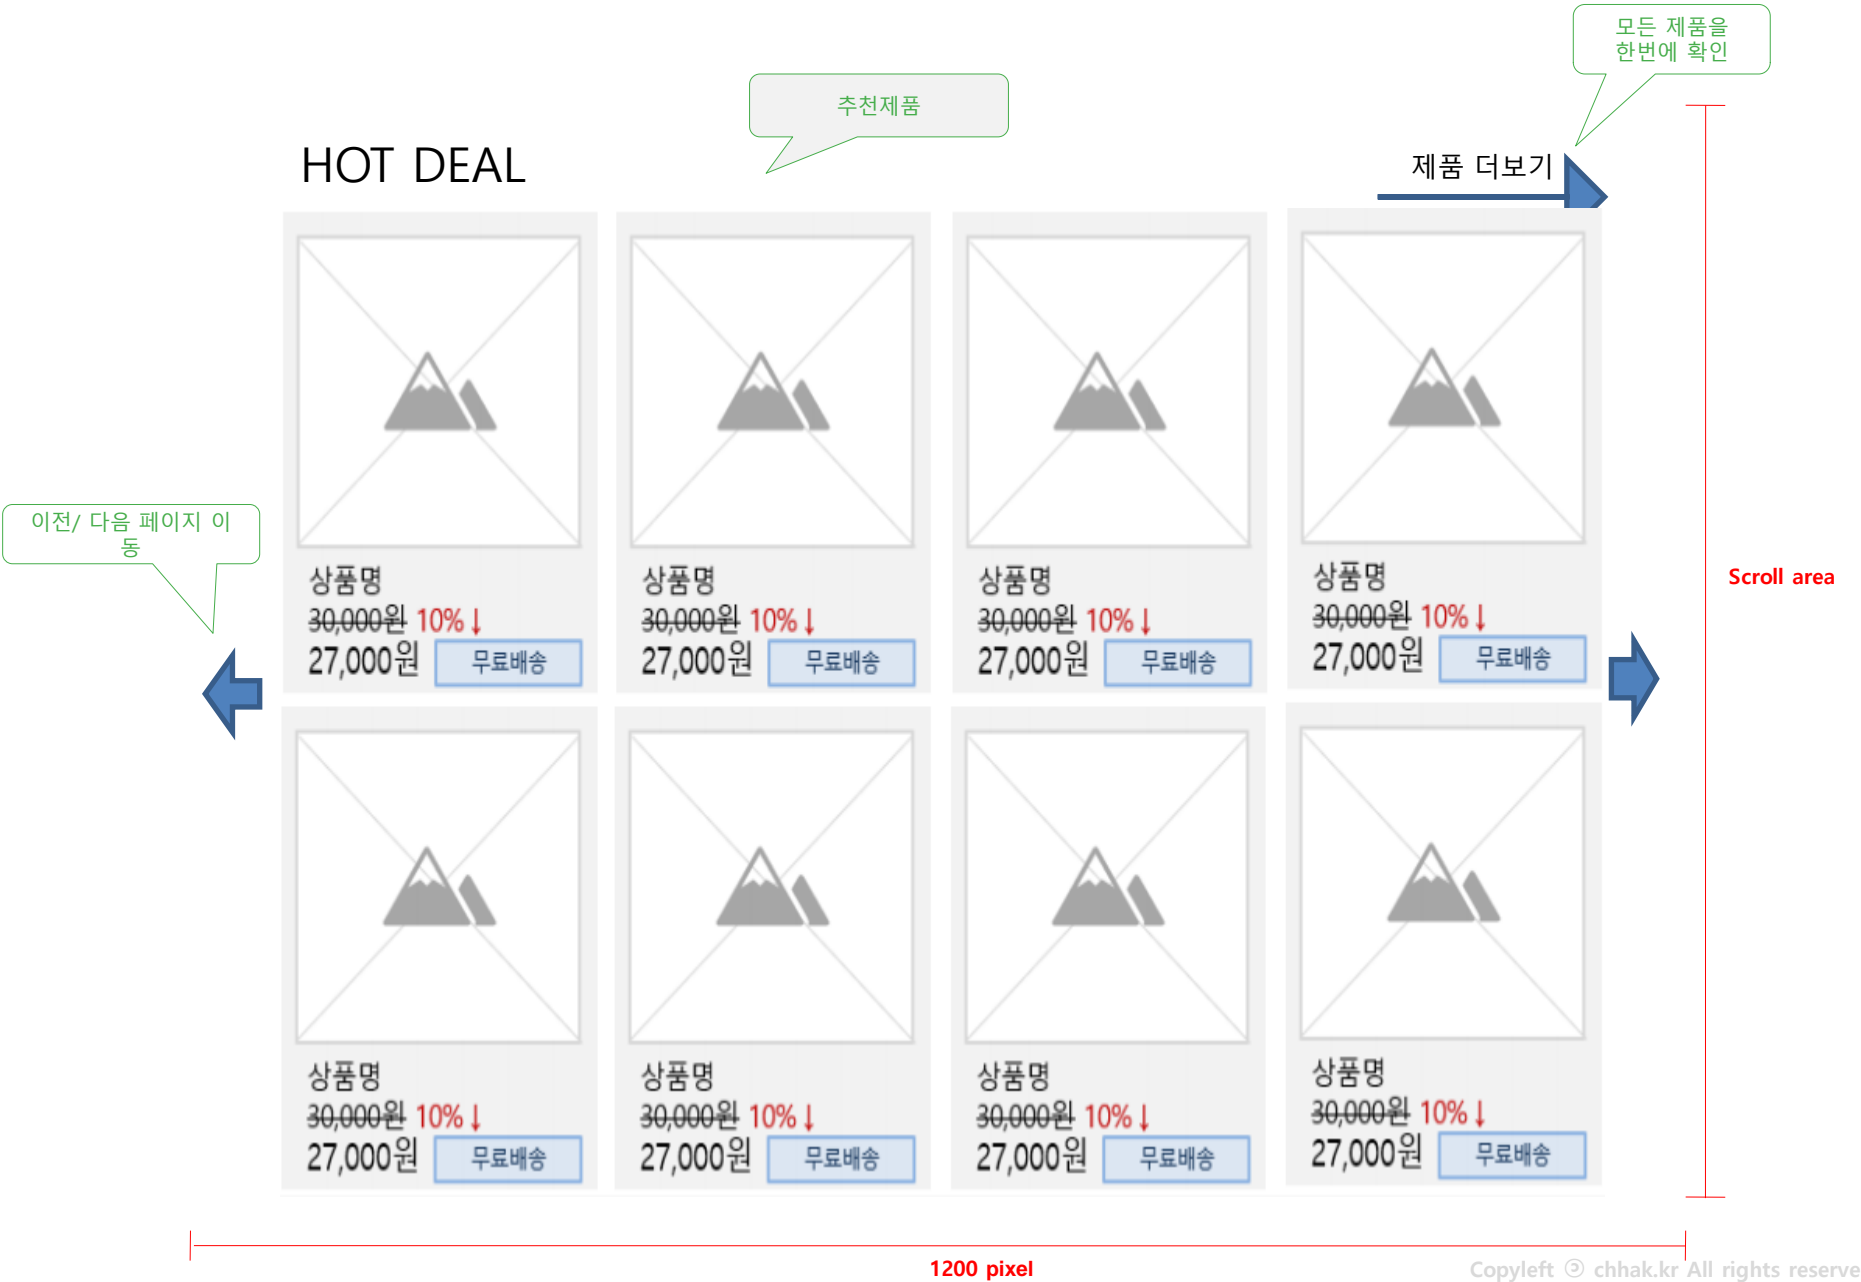 모든 제품을
한번에 확인
추천제품
HOT DEAL
제품 더보기
이전/ 다음 페이지 이
동
상품명
30,000원 10%↓
27,000원 무료배송
상품명
30,000원 10%↓
27,000원 무료배송
상품명
30,000원 10%↓
27,000원 무료배송
상품명
30,000원 10%↓
27,000원 무료배송
Scroll area
상품명
30,000원 10%↓
27,000원 무료배송
상품명
30,000원 10%↓
27,000원 무료배송
상품명
30,000원 10%↓
27,000원 무료배송
상품명
30,000원 10%↓
27,000원 무료배송
1200 pixel
Copyleft 🄯 chhak.kr All rights reserve